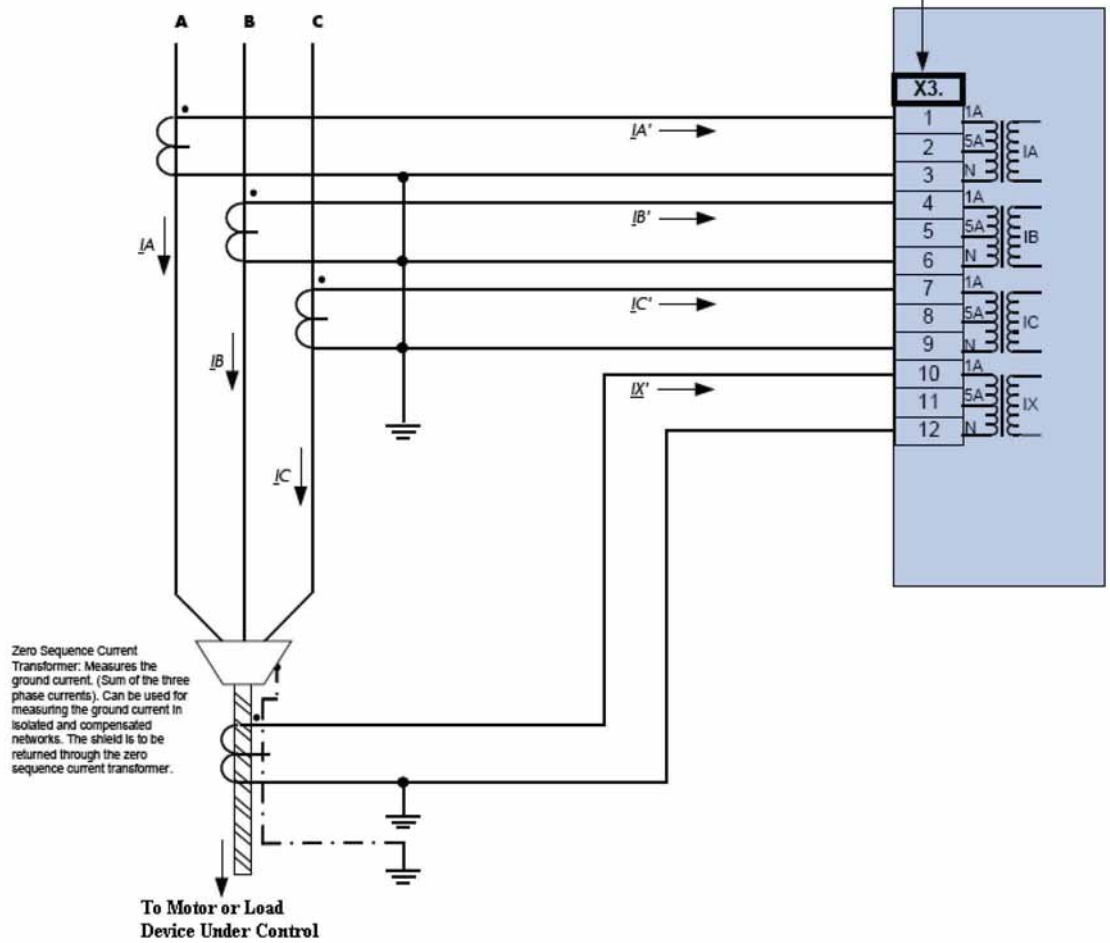 A B C
X3.
1 1A
2 5A IA
3 N
4 1A
5 5A IB
6 N
7 1A
8 5A IC
9 N
10 1A
11 5A IX
12 N
IA'
IB'
IC'
IX'
IA
IB
IC
Zero Sequence Current
Transformer: Measures the
ground current. (Sum of the three
phase currents). Can be used for
measuring the ground current in
isolated and compensated
networks. The shield is to be
returned through the zero
sequence current transformer.
To Motor or Load
Device Under Control